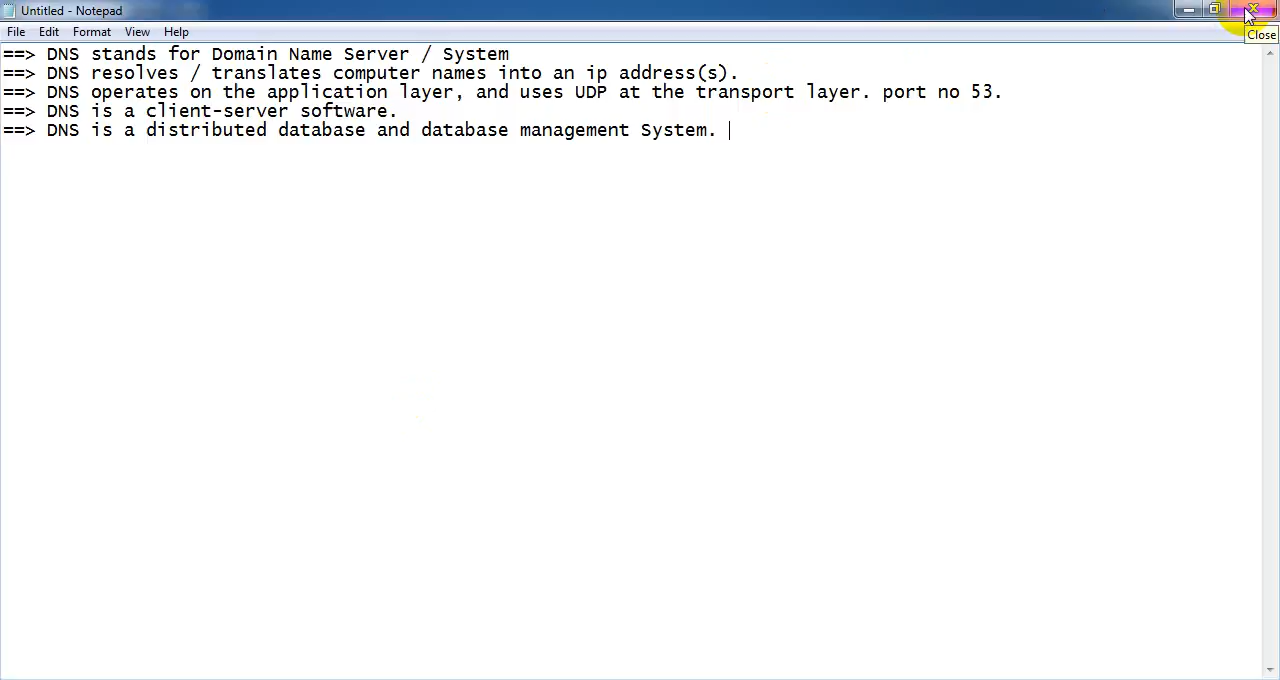 Untitled - Notepad
File Edit Format View Help
Close
==> DNS stands for Domain Name Server / System
==> DNS resolves / translates computer names into an ip address(s).
==> DNS operates on the application layer, and uses UDP at the transport layer. port no 53.
==> DNS is a client-server software.
==> DNS is a distributed database and database management System.